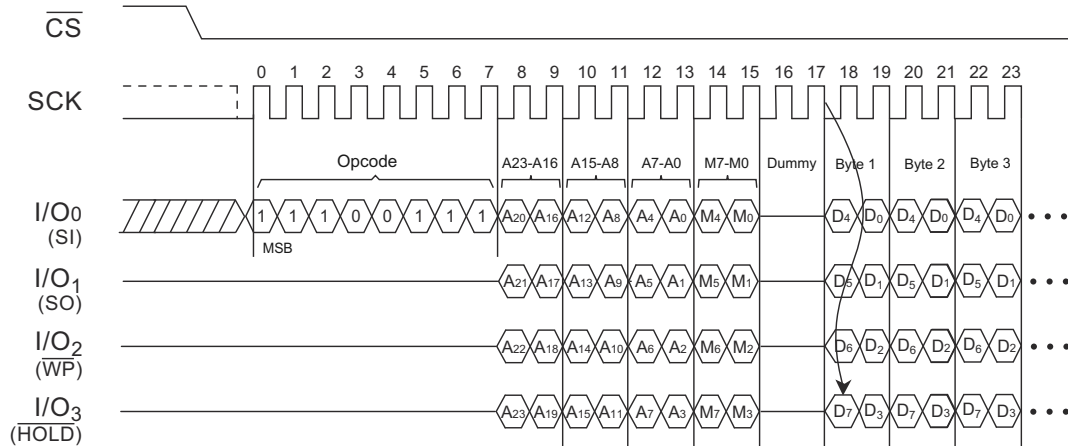 CS
0 1 2 3 4 5 6 7 8 9 10 11 12 13 14 15 16 17 18 19 20 21 22 23
SCK
Opcode A23-A16 A15-A8 A7-A0 M7-M0 Dummy Byte 1 Byte 2 Byte 3
I/O0 1 1 1 0 0 1 1 1 A20 A16 A12 A8 A4 A0 M4 M0 D4 D0 D4 D0 D4 D0
(SI)
MSB
I/O1 A21 A17 A13 A9 A5 A1 M5 M1 D5 D1 D5 D1 D5 D1
(SO)
I/O2 A22 A18 A14 A10 A6 A2 M6 M2 D6 D2 D6 D2 D6 D2
(WP)
I/O3 A23 A19 A15 A11 A7 A3 M7 M3 D7 D3 D7 D3 D7 D3
(HOLD)